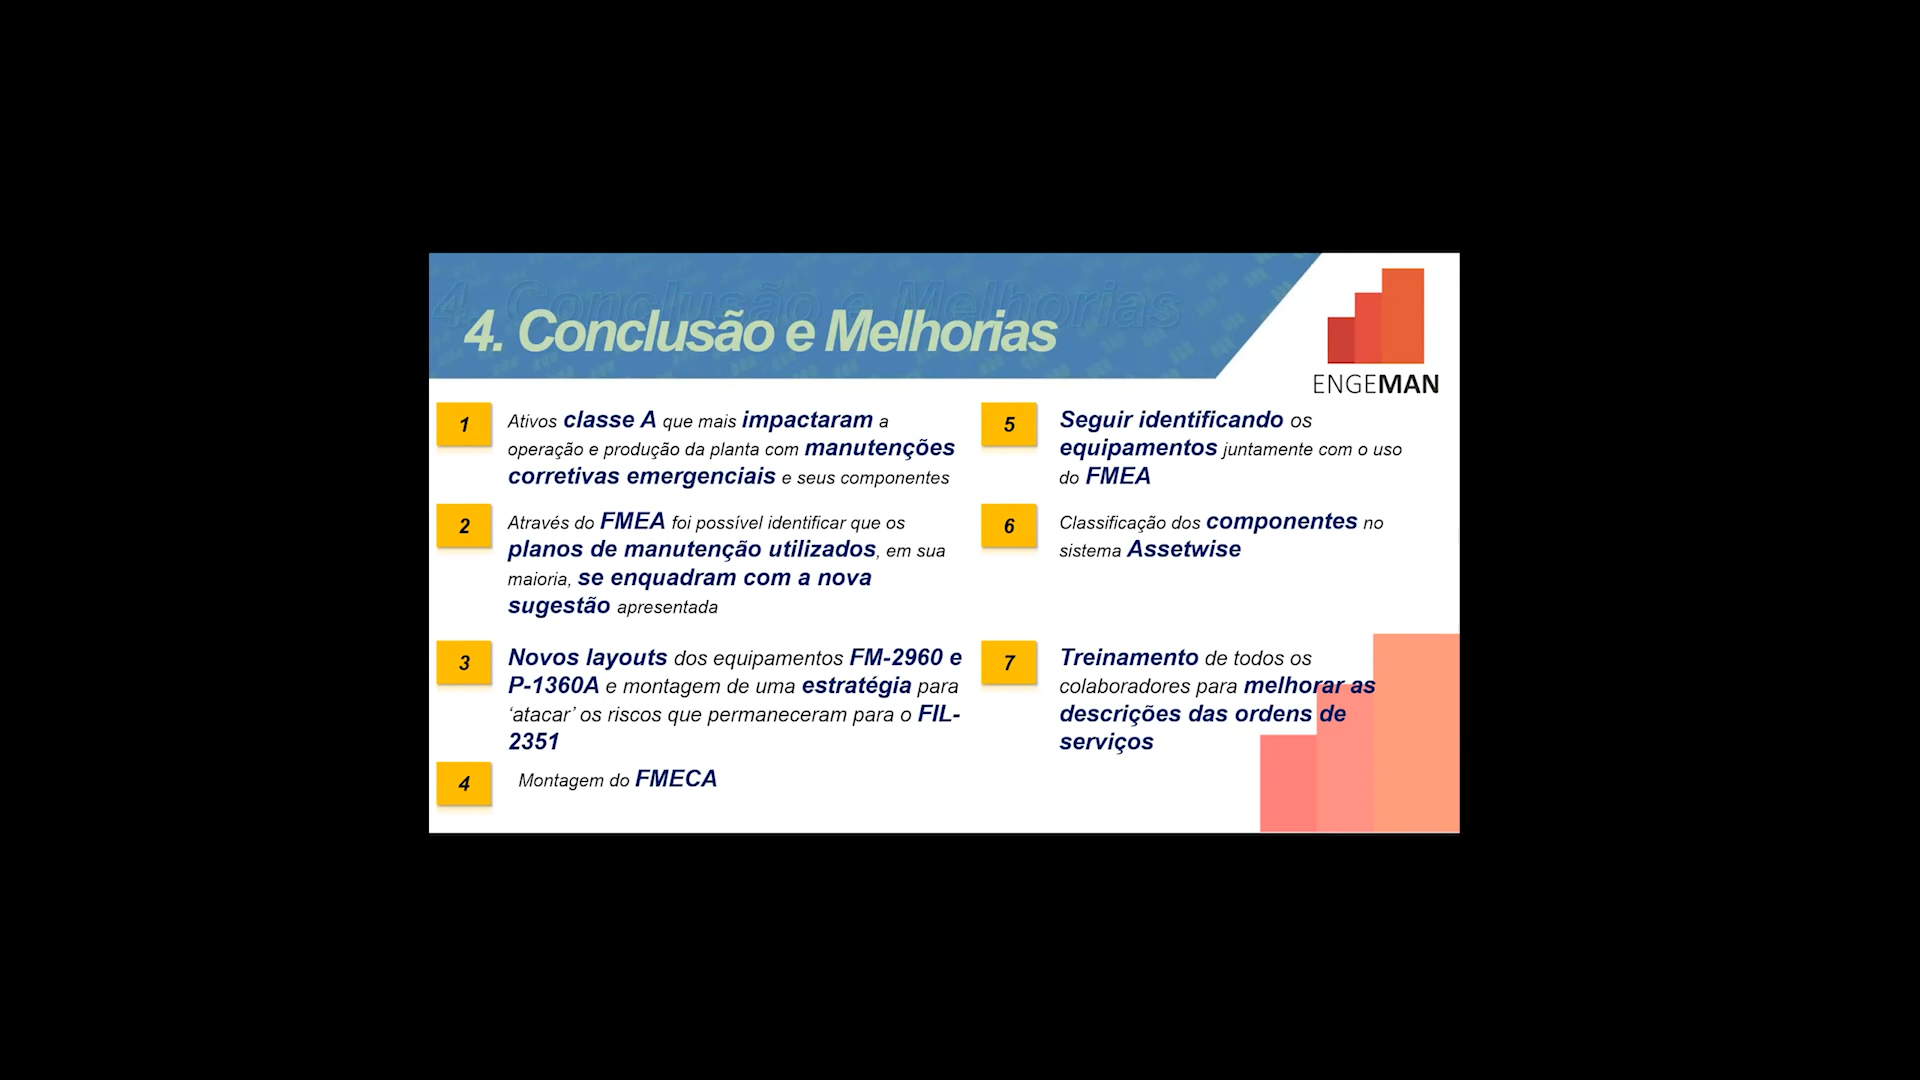 4. Conclusão e Melhorias
4. Conclusão e Melhorias
ENGEMAN
1
Ativos classe A que mais impactaram a
operação e produção da planta com manutenções
corretivas emergenciais e seus componentes
2
Através do FMEA foi possível identificar que os
planos de manutenção utilizados, em sua
maioria, se enquadram com a nova
sugestão apresentada
3
Novos layouts dos equipamentos FM-2960 e
P-1360A e montagem de uma estratégia para
‘atacar’ os riscos que permaneceram para o FIL-
2351
4
Montagem do FMECA
5
Seguir identificando os
equipamentos juntamente com o uso
do FMEA
6
Classificação dos componentes no
sistema Assetwise
7
Treinamento de todos os
colaboradores para melhorar as
descrições das ordens de
serviços